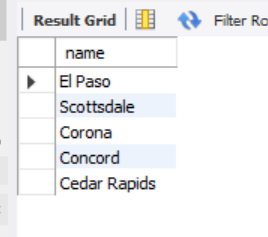 Result Grid Filter Ro
name
El Paso
Scottsdale
Corona
Concord
Cedar Rapids